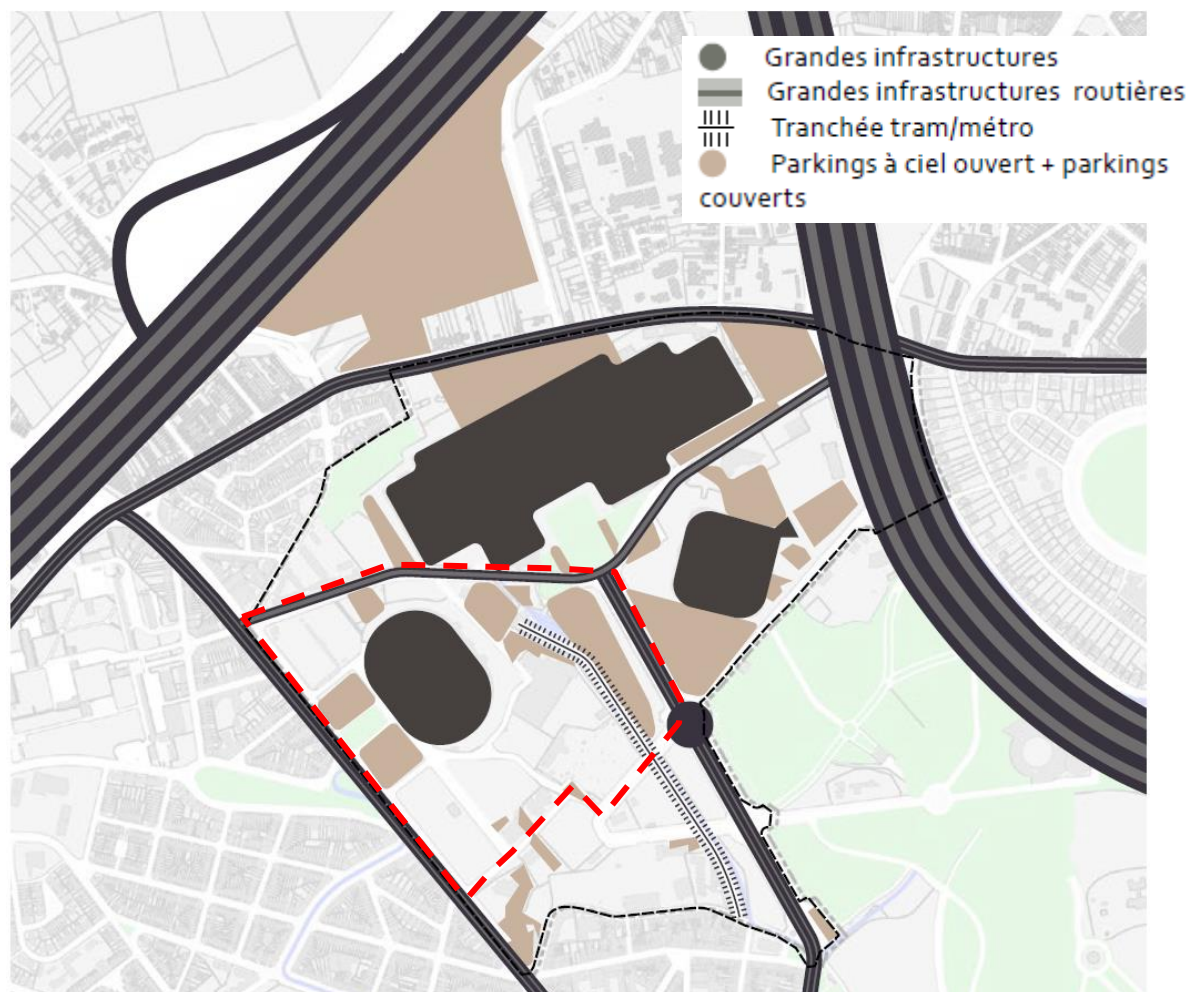 Grandes infrastructures
Grandes infrastructures routières
Tranchée tram/métro
Parkings à ciel ouvert + parkings
couverts